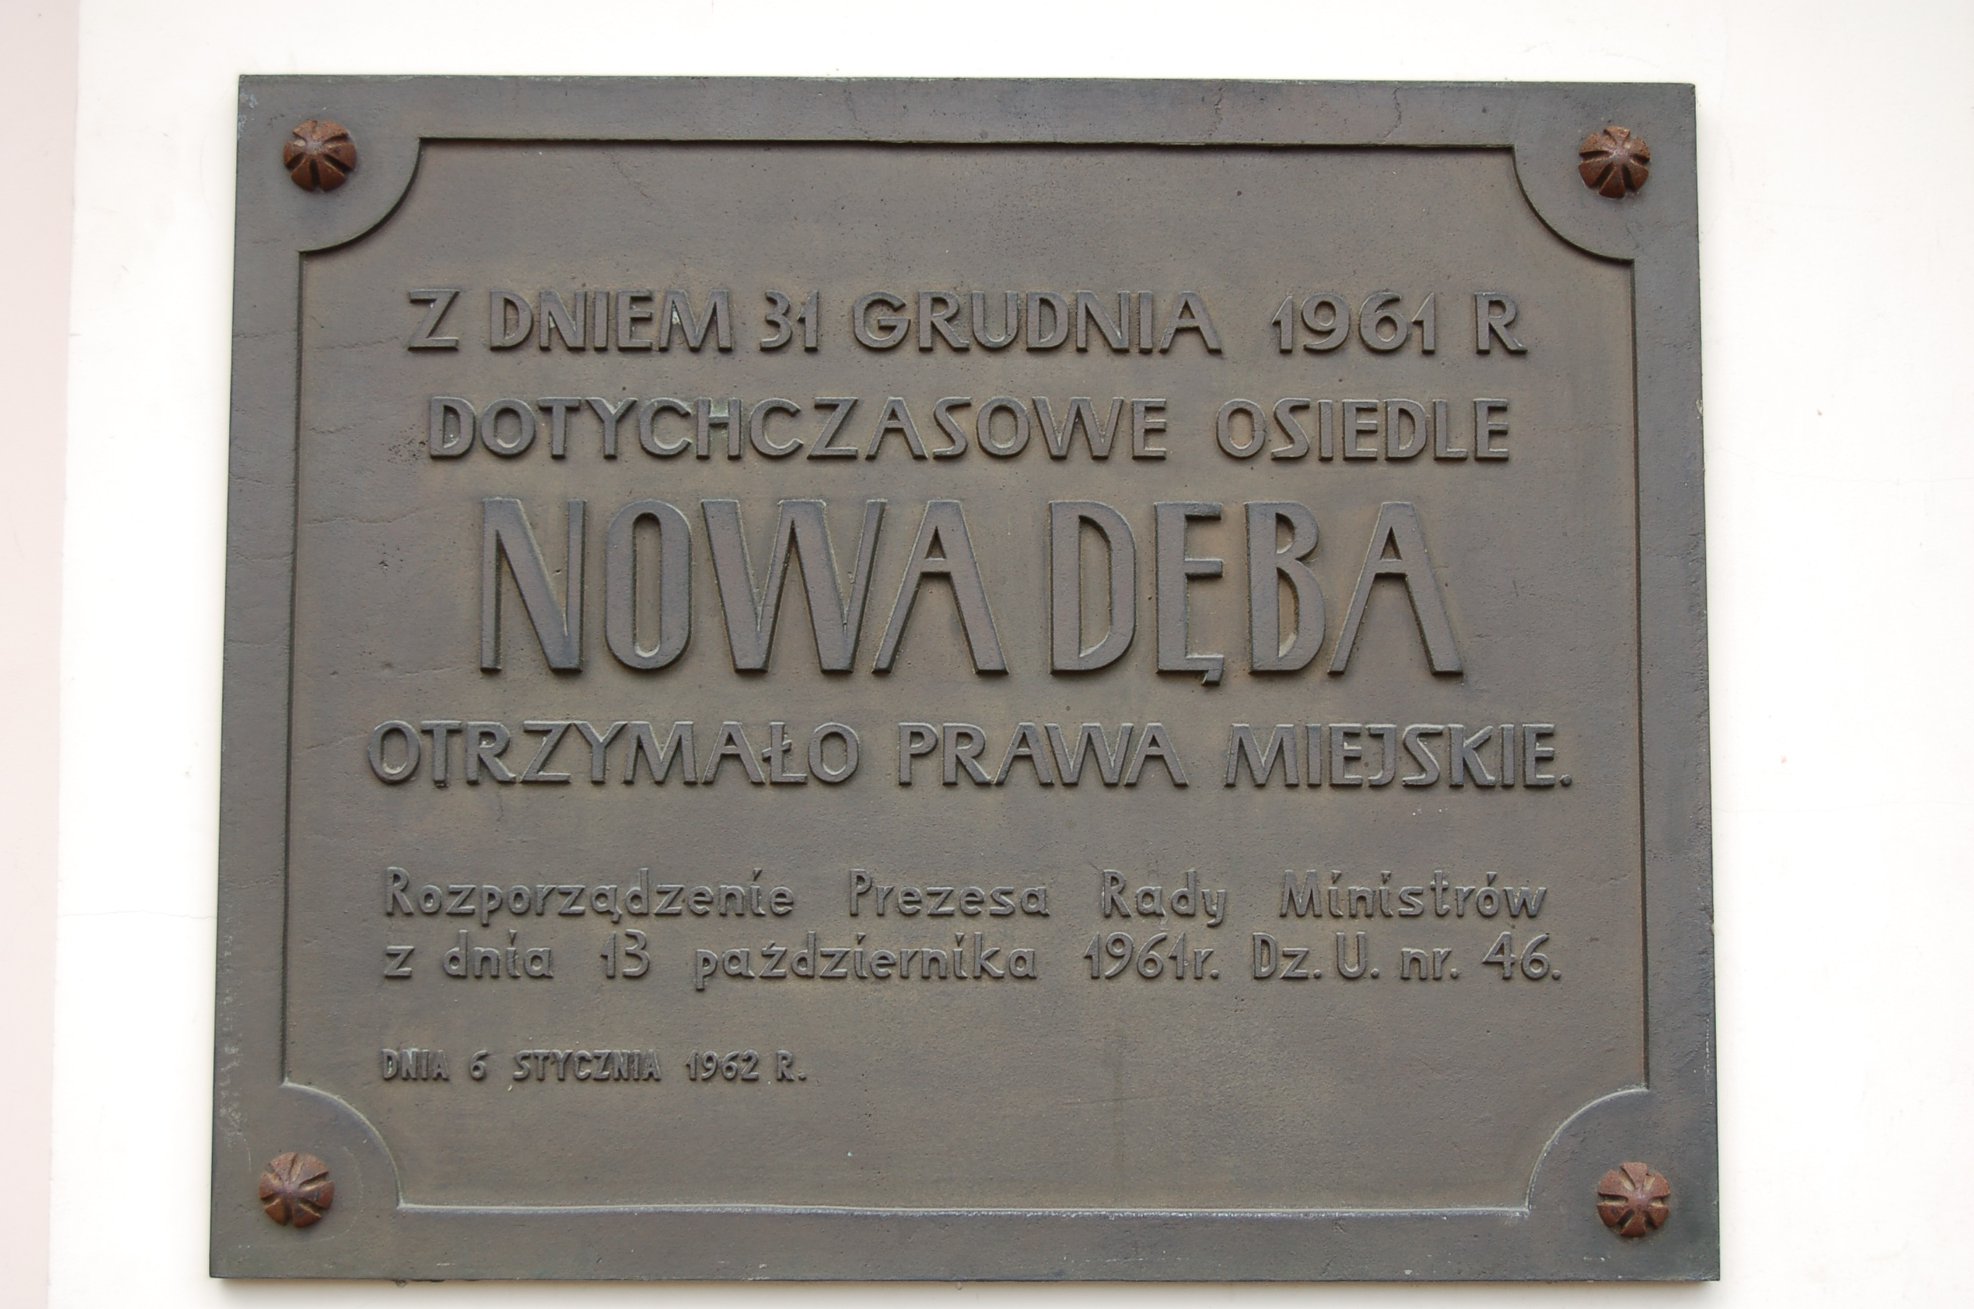 Z DNIEM 31 GRUDNIA 1961 R
DOTYCHCZASOWE OSIEDLE
NOWA DĘBA
OTRZYMAŁO PRAWA MIEJSKIE.
Rozporządzenie Prezesa Rady Ministrów
z dnia 13 października 1961r. Dz. U. nr. 46.
DNIA 6 STYCZNIA 1962 R.